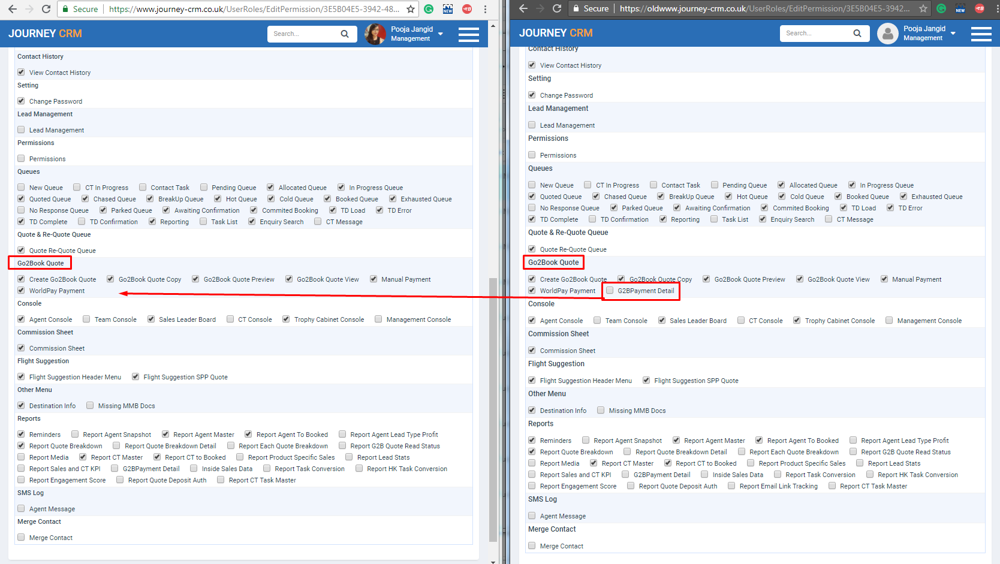 Secure https://www.journey-crm.co.uk/UserRoles/EditPermission/3E5B04E5-3942-48...
NEW
JOURNEY CRM
Search...
Pooja Jangid
Management
Contact History
View Contact History
Setting
Change Password
Lead Management
Lead Management
Permissions
Permissions
Queues
New Queue CT In Progress Contact Task Pending Queue Allocated Queue In Progress Queue
Quoted Queue Chased Queue BreakUp Queue Hot Queue Cold Queue Booked Queue Exhausted Queue
No Response Queue Parked Queue Awaiting Confirmation Commited Booking TD Load TD Error
TD Complete TD Confirmation Reporting Task List Enquiry Search CT Message
Quote & Re-Quote Queue
Quote Re-Quote Queue
Go2Book Quote
Create Go2Book Quote Go2Book Quote Copy Go2Book Quote Preview Go2Book Quote View Manual Payment
WorldPay Payment
Console
Agent Console Team Console Sales Leader Board CT Console Trophy Cabinet Console Management Console
Commission Sheet
Commission Sheet
Flight Suggestion
Flight Suggestion Header Menu Flight Suggestion SPP Quote
Other Menu
Destination Info Missing MMB Docs
Reports
Reminders Report Agent Snapshot Report Agent Master Report Agent To Booked Report Agent Lead Type Profit
Report Quote Breakdown Report Quote Breakdown Detail Report Each Quote Breakdown Report G2B Quote Read Status
Report Media Report CT Master Report CT to Booked Report Product Specific Sales Report Lead Stats
Report Sales and CT KPI G2BPayment Detail Inside Sales Data Report Task Conversion Report HK Task Conversion
Report Engagement Score Report Quote Deposit Auth Report CT Task Master
SMS Log
Agent Message
Merge Contact
Merge Contact
Secure https://oldwww.journey-crm.co.uk/UserRoles/EditPermission/3E5B04E5-3942...
NEW
JOURNEY CRM
Search...
Pooja Jangid
Management
Contact History
View Contact History
Setting
Change Password
Lead Management
Lead Management
Permissions
Permissions
Queues
New Queue CT In Progress Contact Task Pending Queue Allocated Queue In Progress Queue
Quoted Queue Chased Queue BreakUp Queue Hot Queue Cold Queue Booked Queue Exhausted Queue
No Response Queue Parked Queue Awaiting Confirmation Commited Booking TD Load TD Error
TD Complete TD Confirmation Reporting Task List Enquiry Search CT Message
Quote & Re-Quote Queue
Quote Re-Quote Queue
Go2Book Quote
Create Go2Book Quote Go2Book Quote Copy Go2Book Quote Preview Go2Book Quote View Manual Payment
WorldPay Payment G2BPayment Detail
Console
Agent Console Team Console Sales Leader Board CT Console Trophy Cabinet Console Management Console
Commission Sheet
Commission Sheet
Flight Suggestion
Flight Suggestion Header Menu Flight Suggestion SPP Quote
Other Menu
Destination Info Missing MMB Docs
Reports
Reminders Report Agent Snapshot Report Agent Master Report Agent To Booked Report Agent Lead Type Profit
Report Quote Breakdown Report Quote Breakdown Detail Report Each Quote Breakdown Report G2B Quote Read Status
Report Media Report CT Master Report CT to Booked Report Product Specific Sales Report Lead Stats
Report Sales and CT KPI G2BPayment Detail Inside Sales Data Report Task Conversion Report HK Task Conversion
Report Engagement Score Report Quote Deposit Auth Report Email Link Tracking Report CT Task Master
SMS Log
Agent Message
Merge Contact
Merge Contact